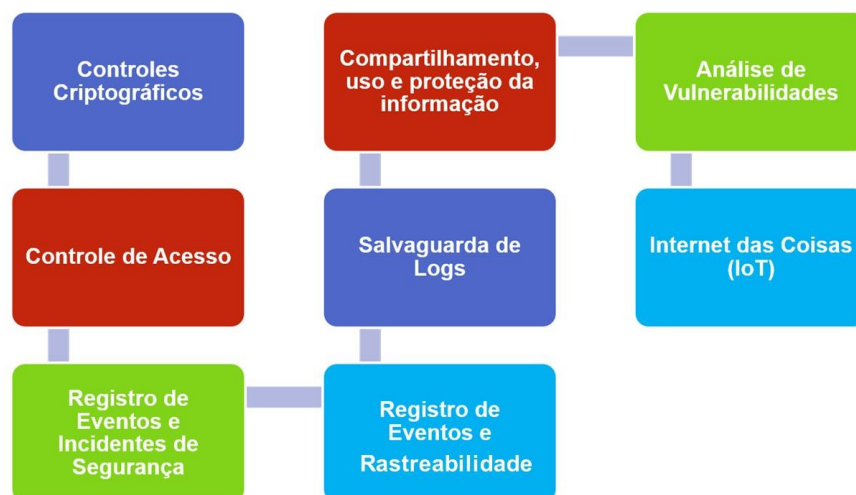 Controles
Criptográficos
Controle de Acesso
Registro de
Eventos e
Incidentes de
Segurança
Registro de
Eventos e
Rastreabilidade
Salvaguarda de
Logs
Compartilhamento,
uso e proteção da
informação
Análise de
Vulnerabilidades
Internet das Coisas
(IoT)